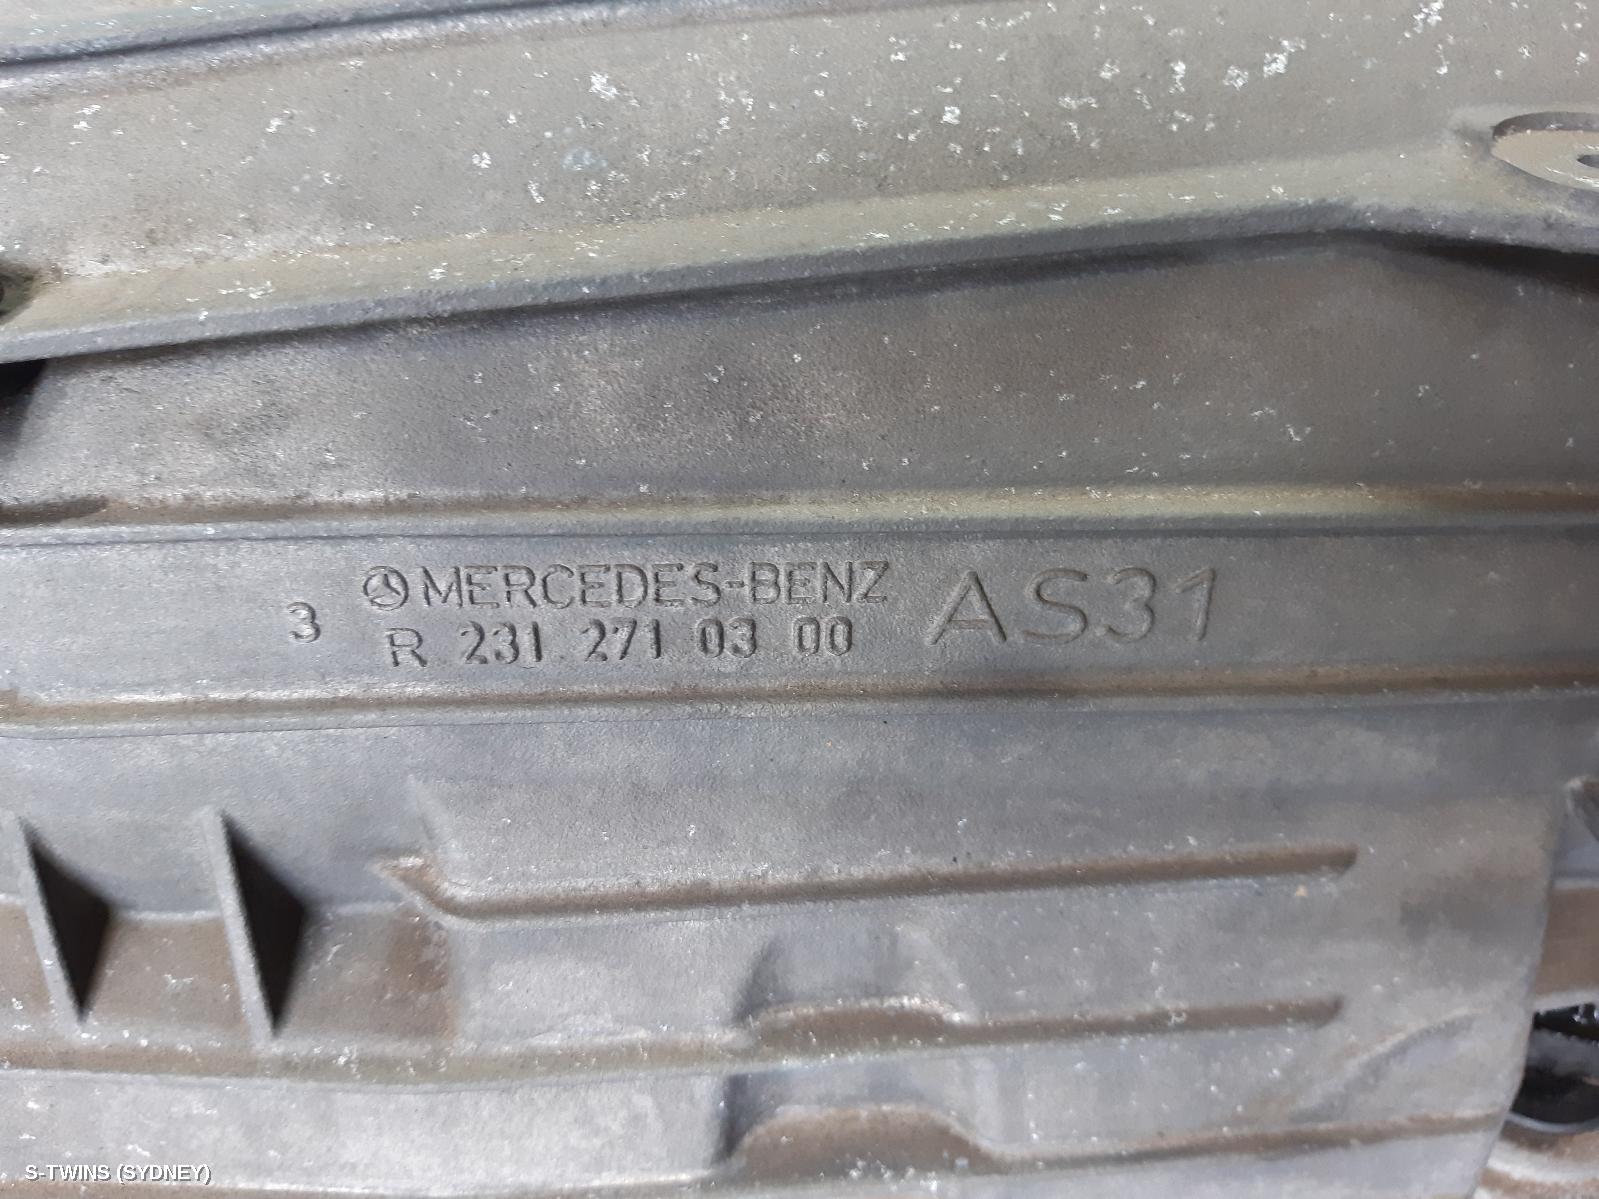 MERCEDES-BENZ AS31
3 R 231 271 03 00
S-TWINS (SYDNEY)